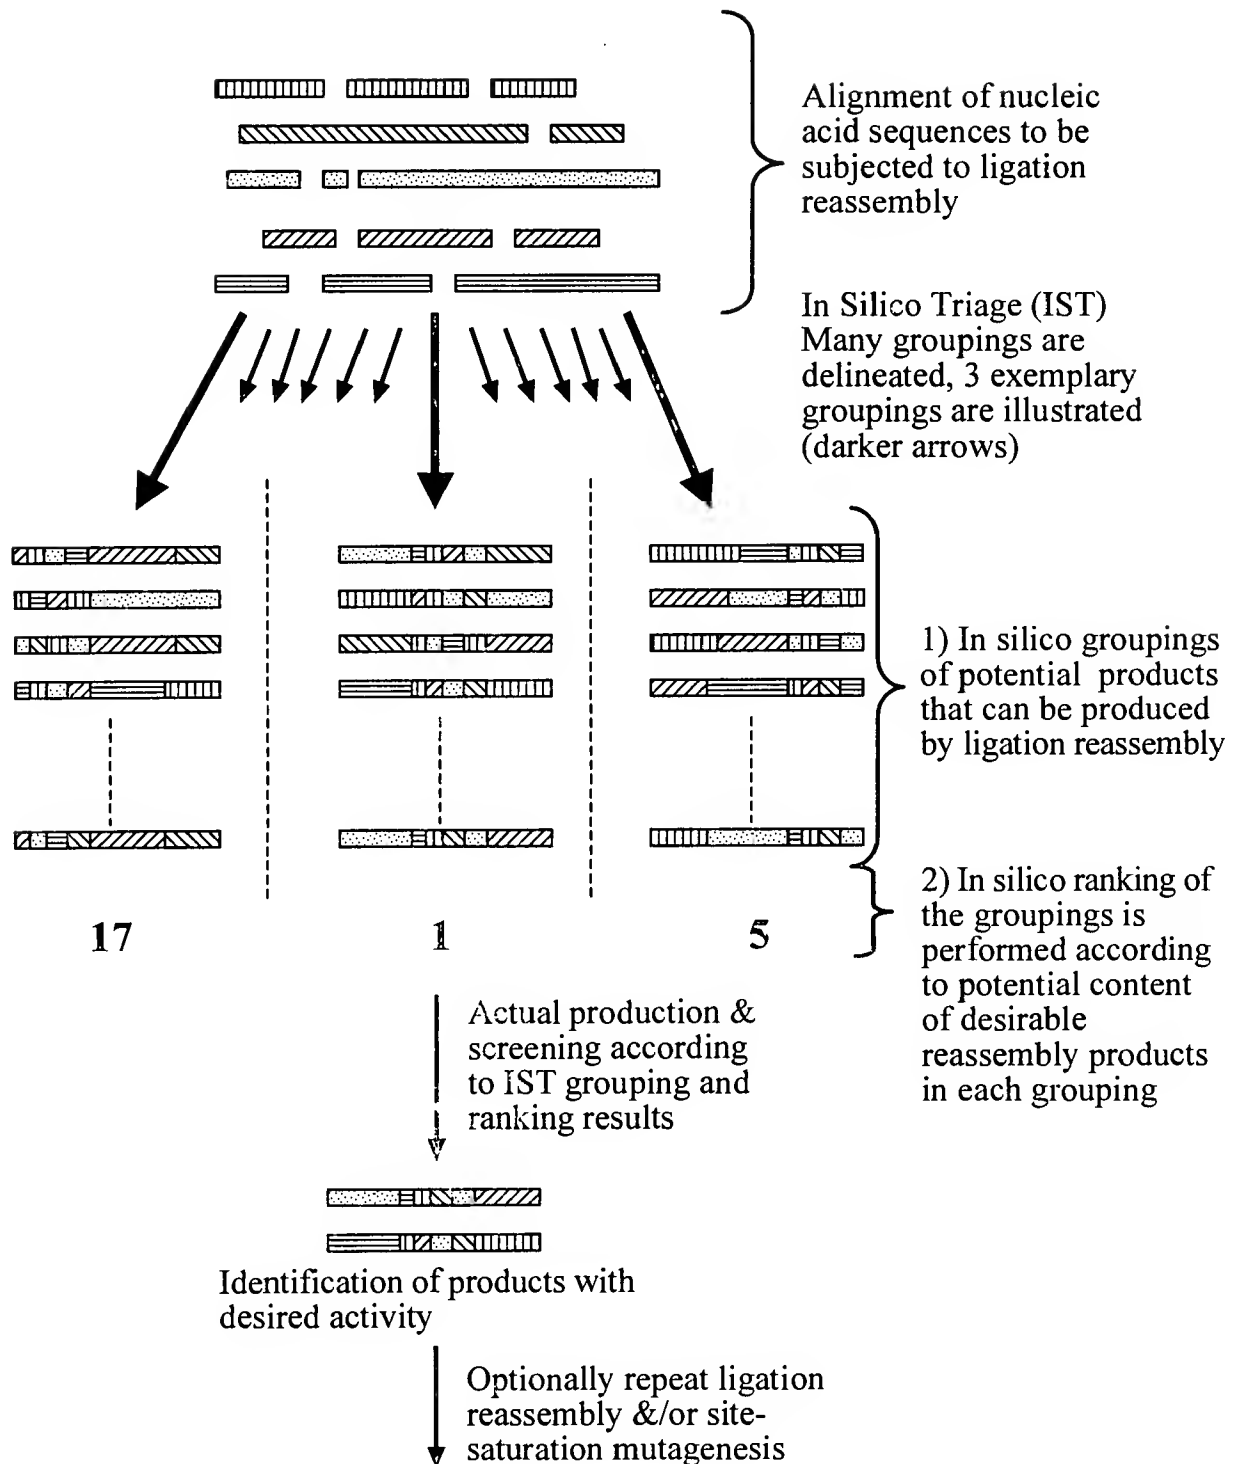 Alignment of nucleic
acid sequences to be
subjected to ligation
reassembly
In Silico Triage (IST)
Many groupings are
delineated, 3 exemplary
groupings are illustrated
(darker arrows)
1) In silico groupings
of potential products
that can be produced
by ligation reassembly
2) In silico ranking of
the groupings is
performed according
to potential content
of desirable
reassembly products
in each grouping
17
1
5
Actual production &
screening according
to IST grouping and
ranking results
Identification of products with
desired activity
Optionally repeat ligation
reassembly &/or site-
saturation mutagenesis